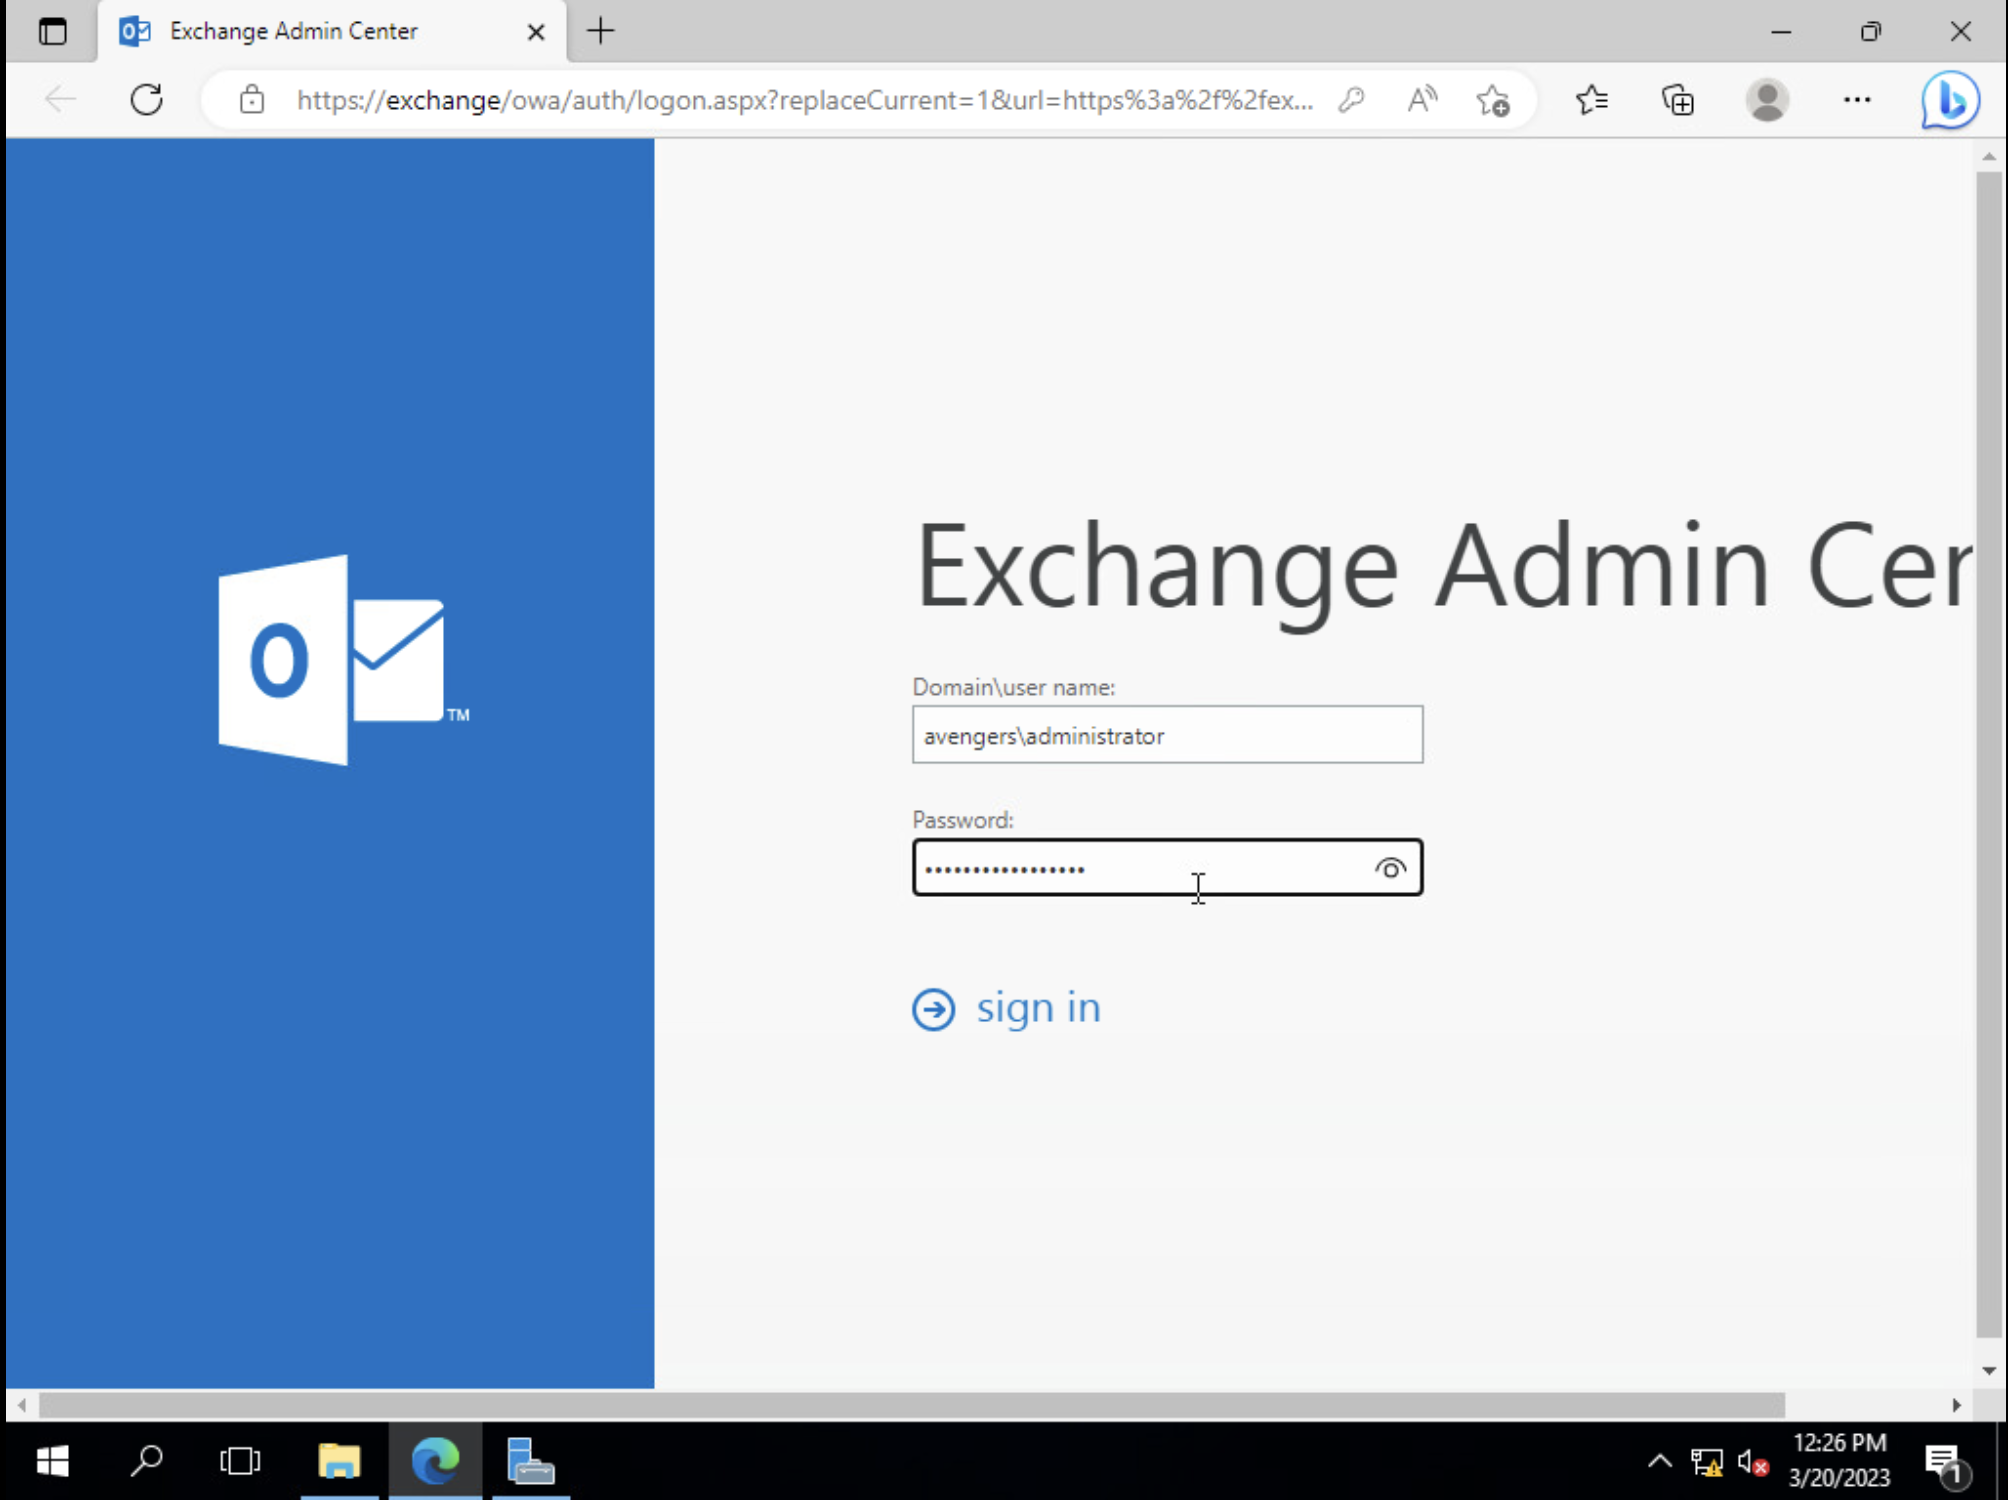 Exchange Admin Center
https://exchange/owa/auth/logon.aspx?replaceCurrent=1&url=https%3a%2f%2fex...
O
TM
Exchange Admin Cer
Domain\user name:
avengers\administrator
Password:
•••••••••••••••••
sign in
12:26 PM
3/20/2023
1